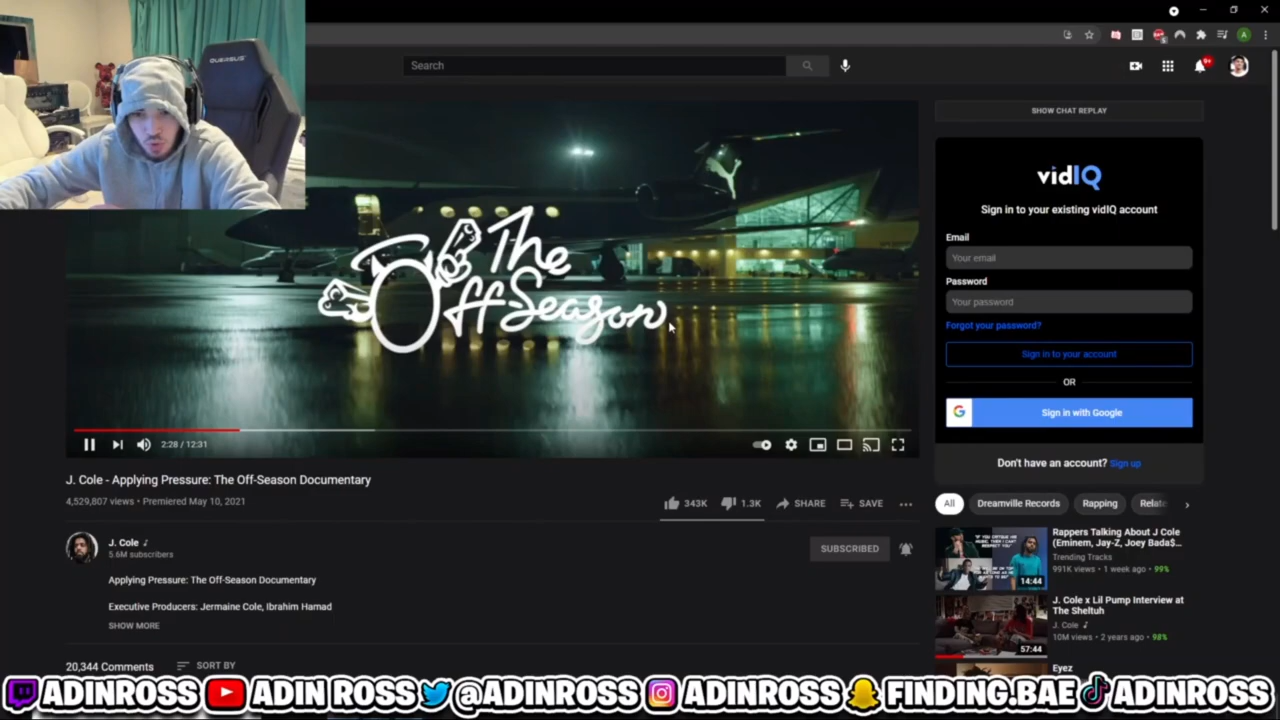 Search
9+
A
QUERSUS
The
Off-Season
2:28 / 12:31
J. Cole - Applying Pressure: The Off-Season Documentary
4,529,807 views • Premiered May 10, 2021
343K
1.3K
SHARE
SAVE
J. Cole
5.6M subscribers
SUBSCRIBED
Applying Pressure: The Off-Season Documentary
Executive Producers: Jermaine Cole, Ibrahim Hamad
SHOW MORE
20,344 Comments
SORT BY
SHOW CHAT REPLAY
vidIQ
Sign in to your existing vidIQ account
Email
Your email
Password
Your password
Forgot your password?
Sign in to your account
OR
Sign in with Google
Don't have an account? Sign up
All
Dreamville Records
Rapping
Relate
14:44
Rappers Talking About J Cole
(Eminem, Jay-Z, Joey Bada$...
Trending Tracks
991K views • 1 week ago • 99%
57:44
J. Cole x Lil Pump Interview at
The Sheltuh
J. Cole
10M views • 2 years ago • 98%
Eyez
ADINROSS ADIN ROSS @ADINROSS ADINROSS FINDING.BAE ADINROSS